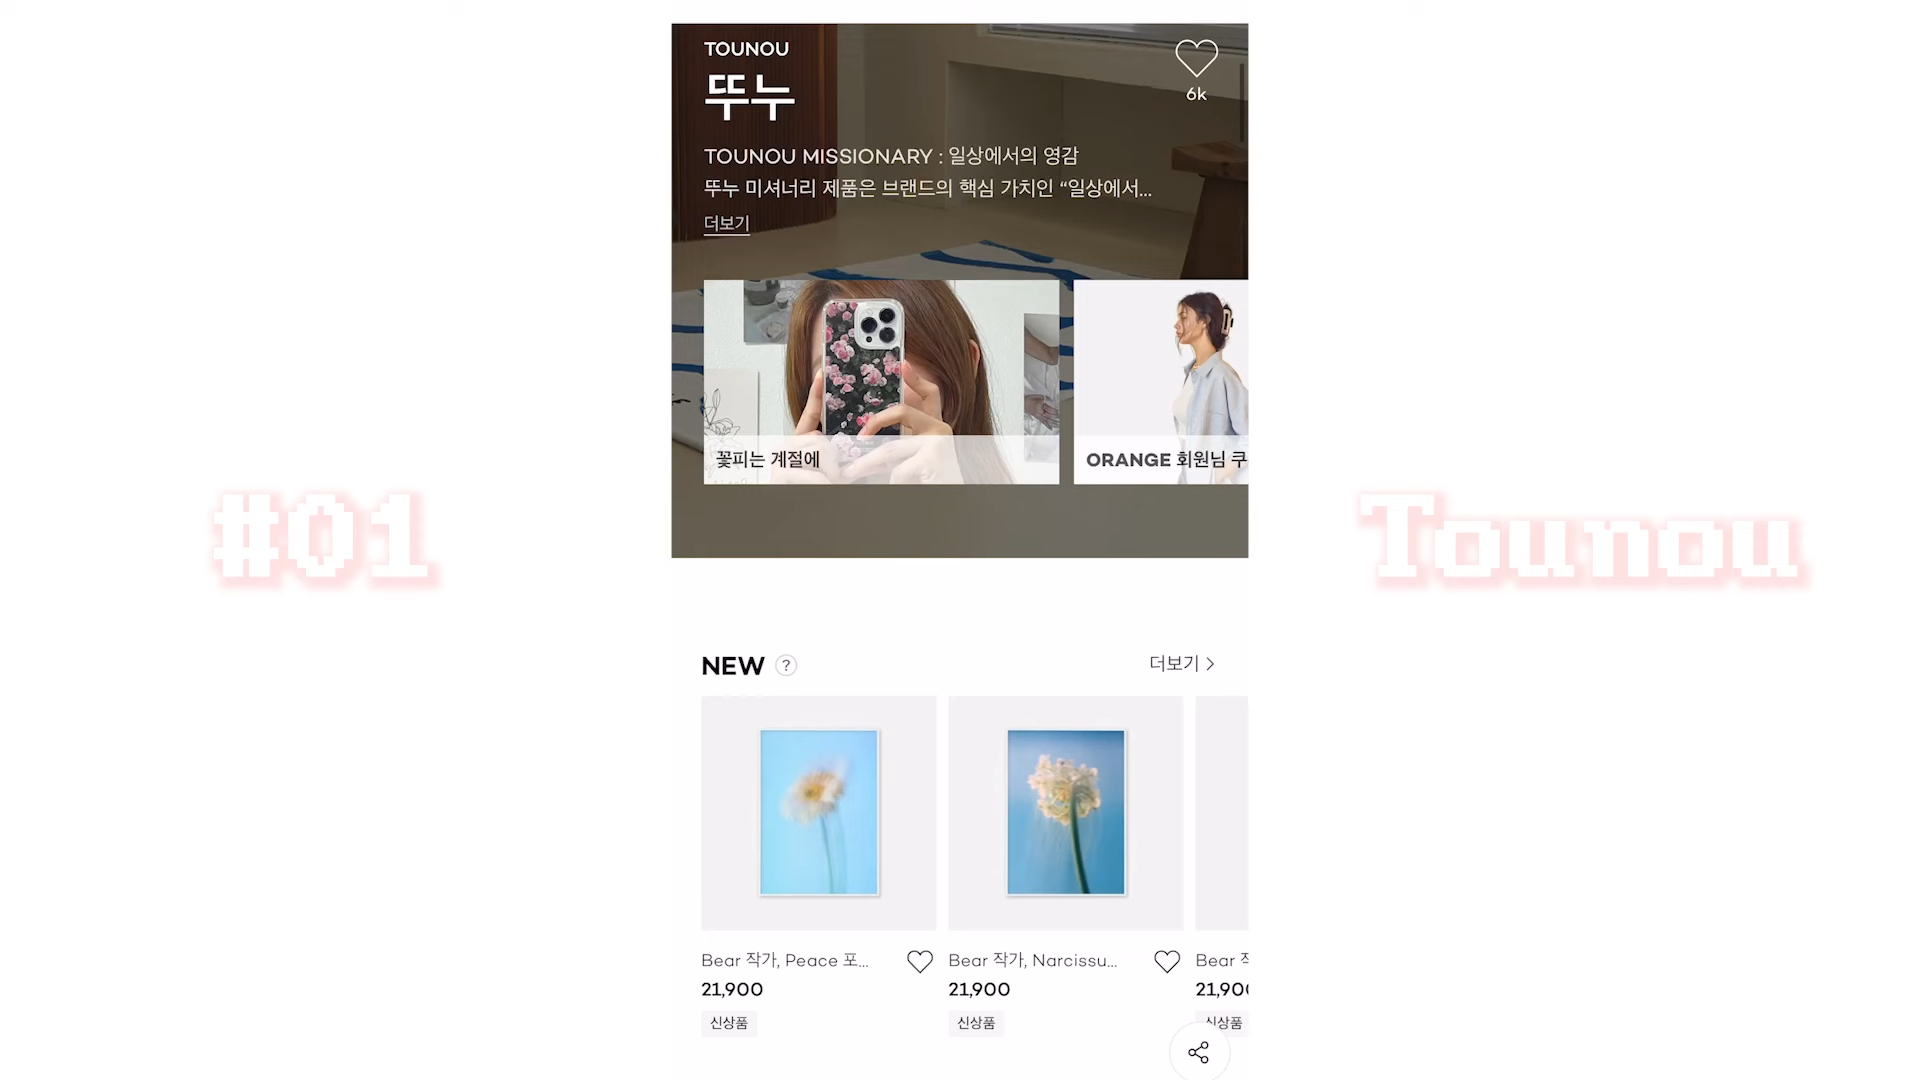 TOUNOU
뚜누
6k
TOUNOU MISSIONARY : 일상에서의 영감
뚜누 미셔너리 제품은 브랜드의 핵심 가치인 “일상에서...
더보기
꽃피는 계절에
ORANGE 회원님 쿠
#01
Tounou
NEW ?
더보기 >
Bear 작가, Peace 포...
21,900
신상품
Bear 작가, Narcissu...
21,900
신상품
Bear
21,90
신상품